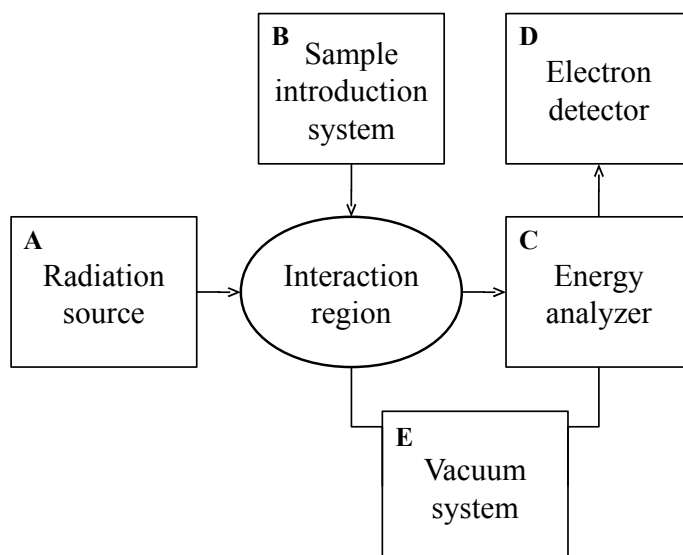 B
Sample
introduction
system
D
Electron
detector
A
Radiation
source
Interaction
region
C
Energy
analyzer
E
Vacuum
system